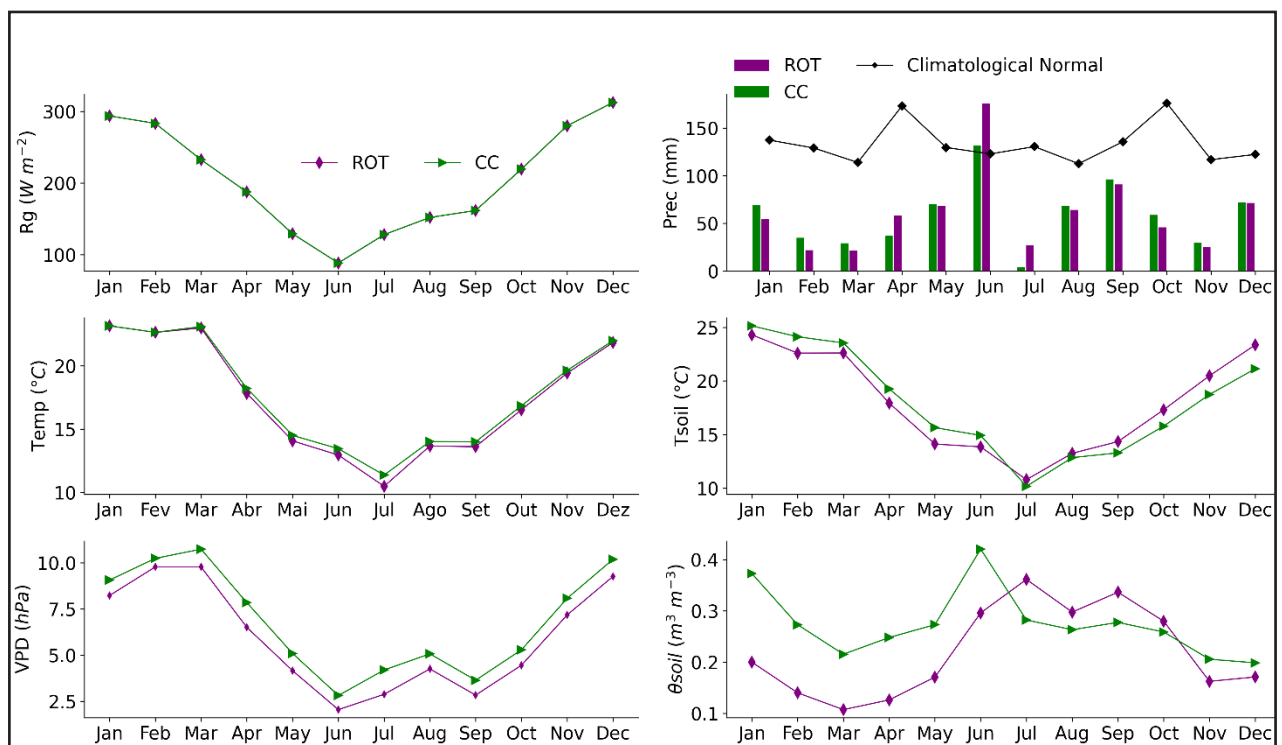 ROT
Climatological Normal
CC
Rg (W m⁻²)
300
200
100
ROT
CC
Jan Feb Mar Apr May Jun Jul Aug Sep Oct Nov Dec
Prec (mm)
150
100
50
0
Jan Feb Mar Apr May Jun Jul Aug Sep Oct Nov Dec
Temp (°C)
20
15
10
Jan Fev Mar Abr Mai Jun Jul Ago Set Out Nov Dez
Tsoil (°C)
25
20
15
10
Jan Feb Mar Apr May Jun Jul Aug Sep Oct Nov Dec
VPD (hPa)
10.0
7.5
5.0
2.5
Jan Feb Mar Apr May Jun Jul Aug Sep Oct Nov Dec
θsoil (m³ m⁻³)
0.4
0.3
0.2
0.1
Jan Feb Mar Apr May Jun Jul Aug Sep Oct Nov Dec